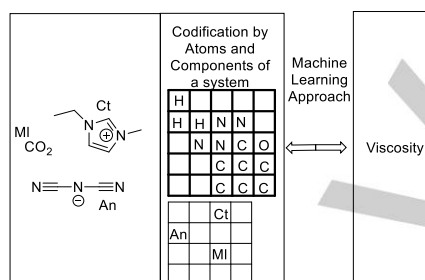 Ct
N
N
⊕
MI
CO2
N
N
N
⊖
An
Codification by
Atoms and
Components of
a system
H
H H N N
N N C O
C C C
C C C
Ct
An
MI
Machine
Learning
Approach
Viscosity